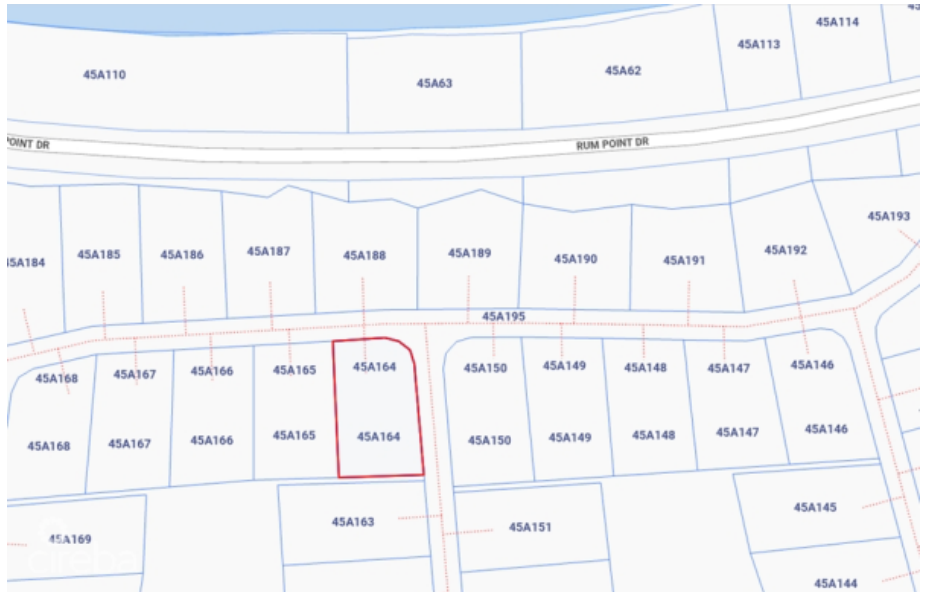 45A114
45A113
45A62
45A110
45A63
POINT DR
RUM POINT DR
45A193
45A192
45A189
45A187
45A188
45A185
45A186
45A190
45A191
45A184
45A195
45A146
45A164
45A150
45A149
45A148
45A147
45A165
45A166
45A167
45A168
45A146
45A147
45A148
45A149
45A164
45A165
45A150
45A166
45A167
45A168
45A145
45A163
45A151
45A169
cireba
45A144